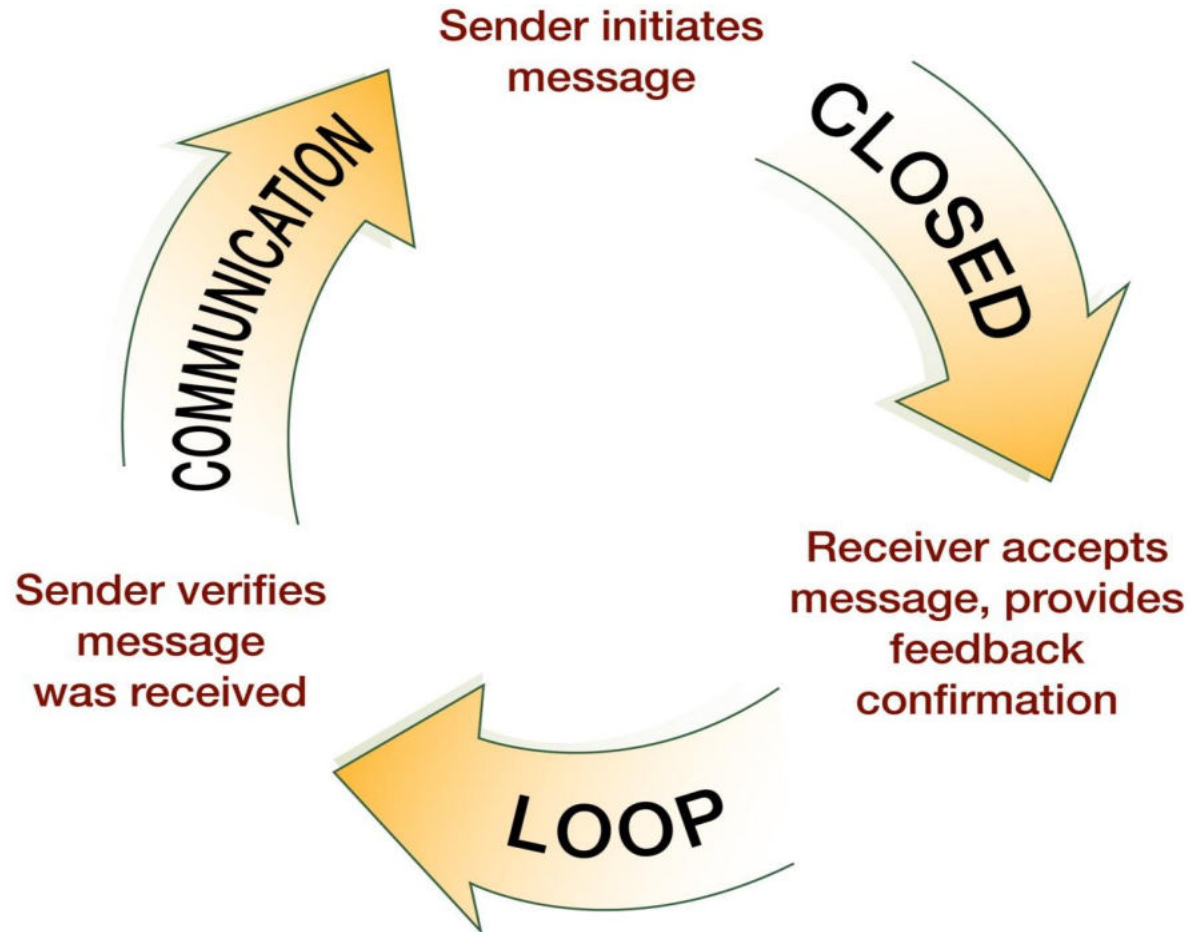 Sender initiates
message
CLOSED
Receiver accepts
message, provides
feedback
confirmation
LOOP
Sender verifies
message
was received
COMMUNICATION